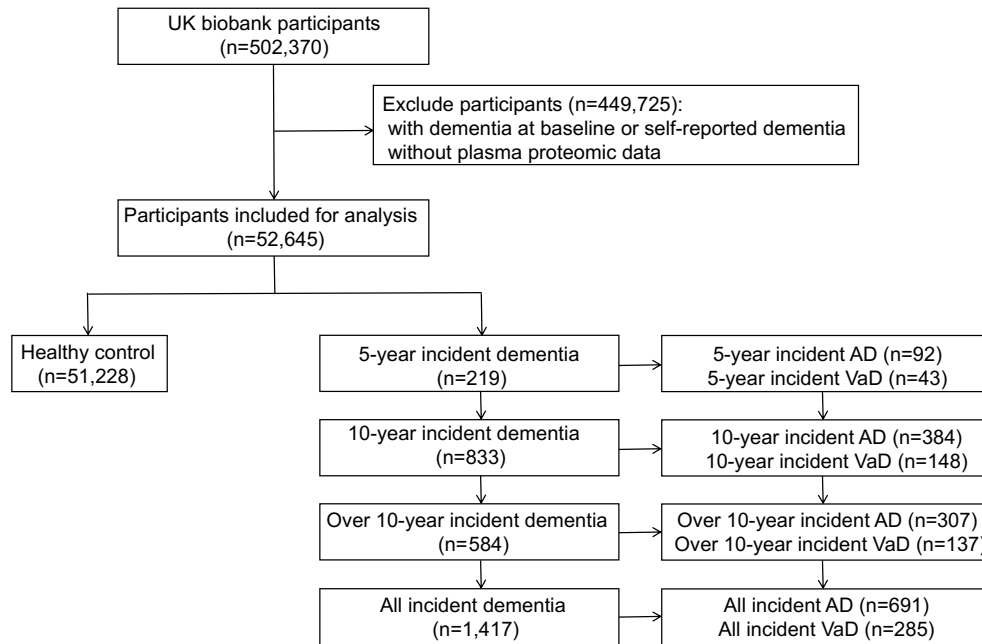 UK biobank participants
(n=502,370)
Exclude participants (n=449,725):
with dementia at baseline or self-reported dementia
without plasma proteomic data
Participants included for analysis
(n=52,645)
Healthy control
(n=51,228)
5-year incident dementia
(n=219)
5-year incident AD (n=92)
5-year incident VaD (n=43)
10-year incident dementia
(n=833)
10-year incident AD (n=384)
10-year incident VaD (n=148)
Over 10-year incident dementia
(n=584)
Over 10-year incident AD (n=307)
Over 10-year incident VaD (n=137)
All incident dementia
(n=1,417)
All incident AD (n=691)
All incident VaD (n=285)